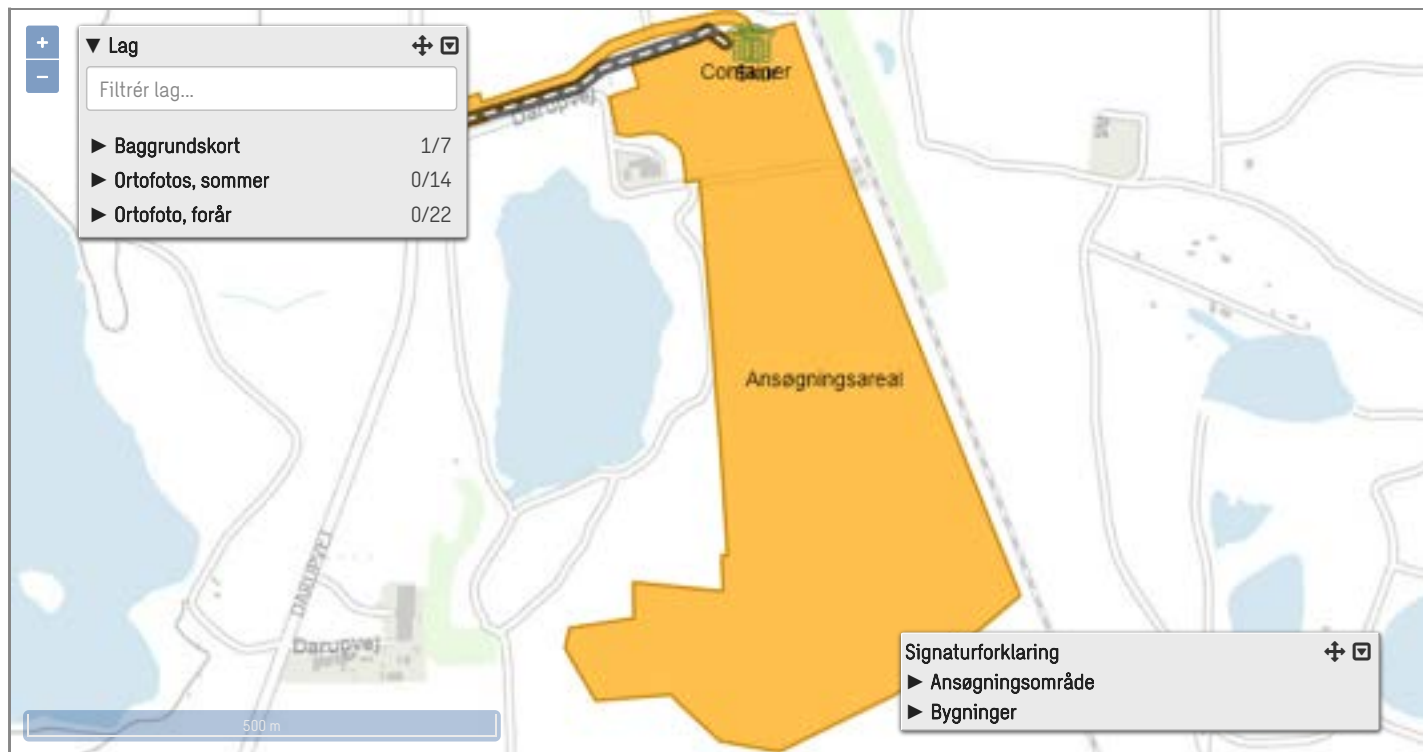 +
−
▼ Lag
Filtrér lag...
▶ Baggrundskort 1/7
▶ Ortofotos, sommer 0/14
▶ Ortofoto, forår 0/22
Container
Darupvej
Ansøgningsareal
DARUPVEJ
Darupvej
Signaturforklaring
▶ Ansøgningsområde
▶ Bygninger
500 m